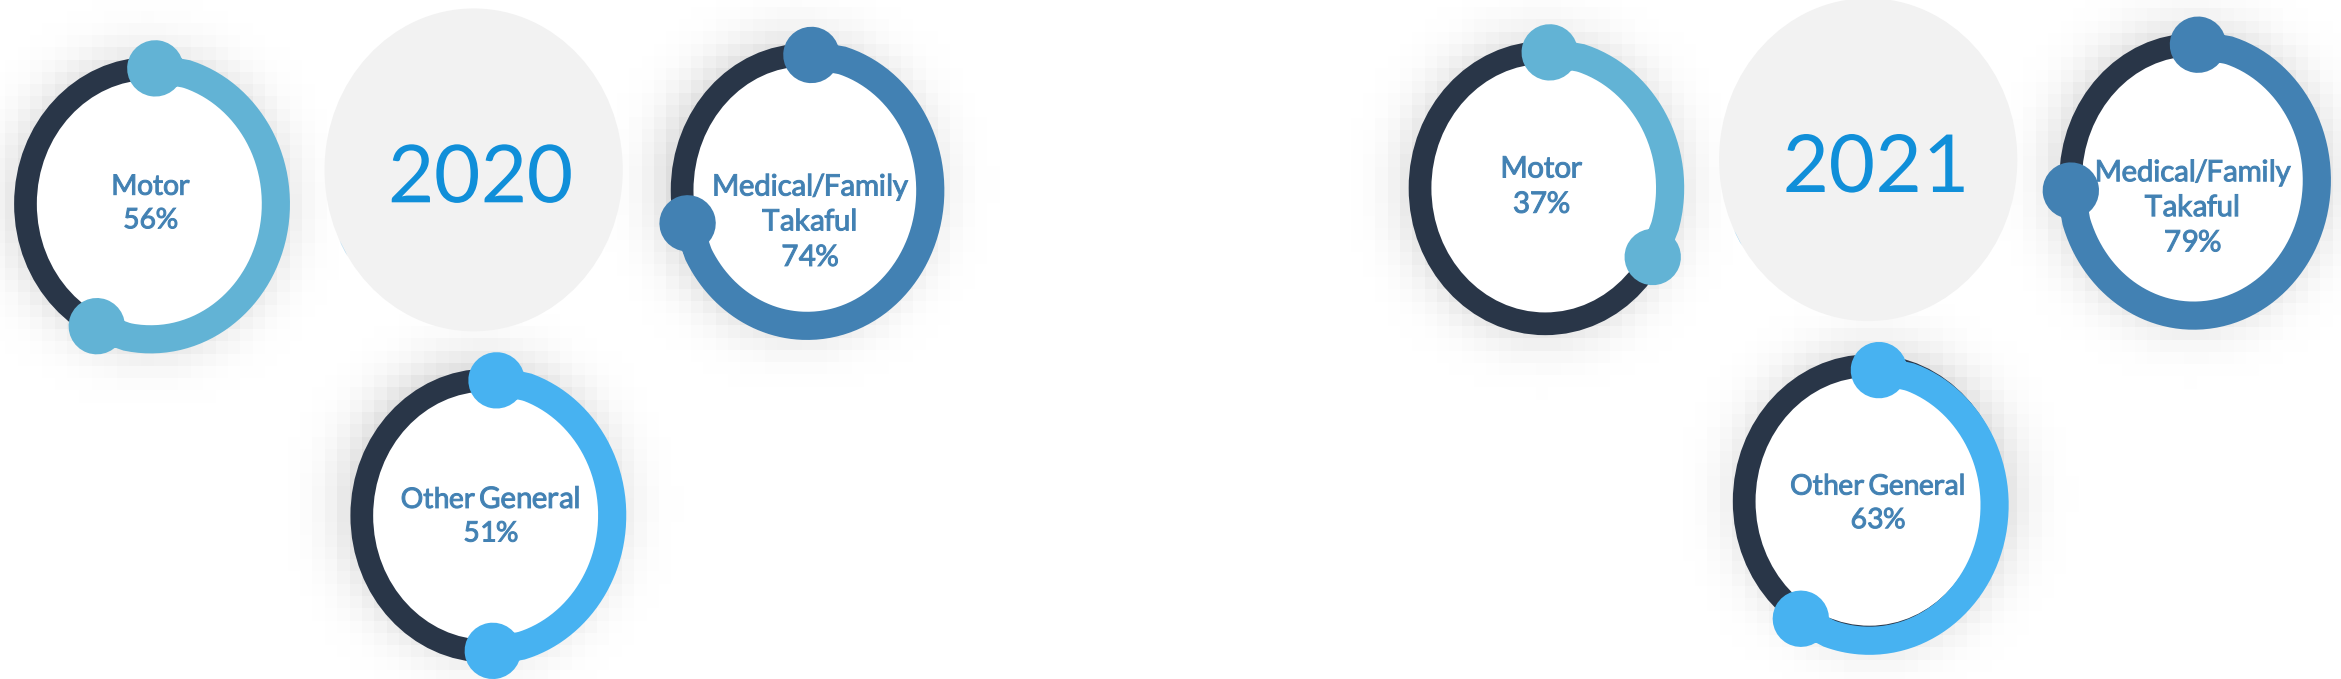 2020
Motor
56%
Medical/Family
Takaful
74%
Other General
51%
2021
Motor
37%
Medical/Family
Takaful
79%
Other General
63%